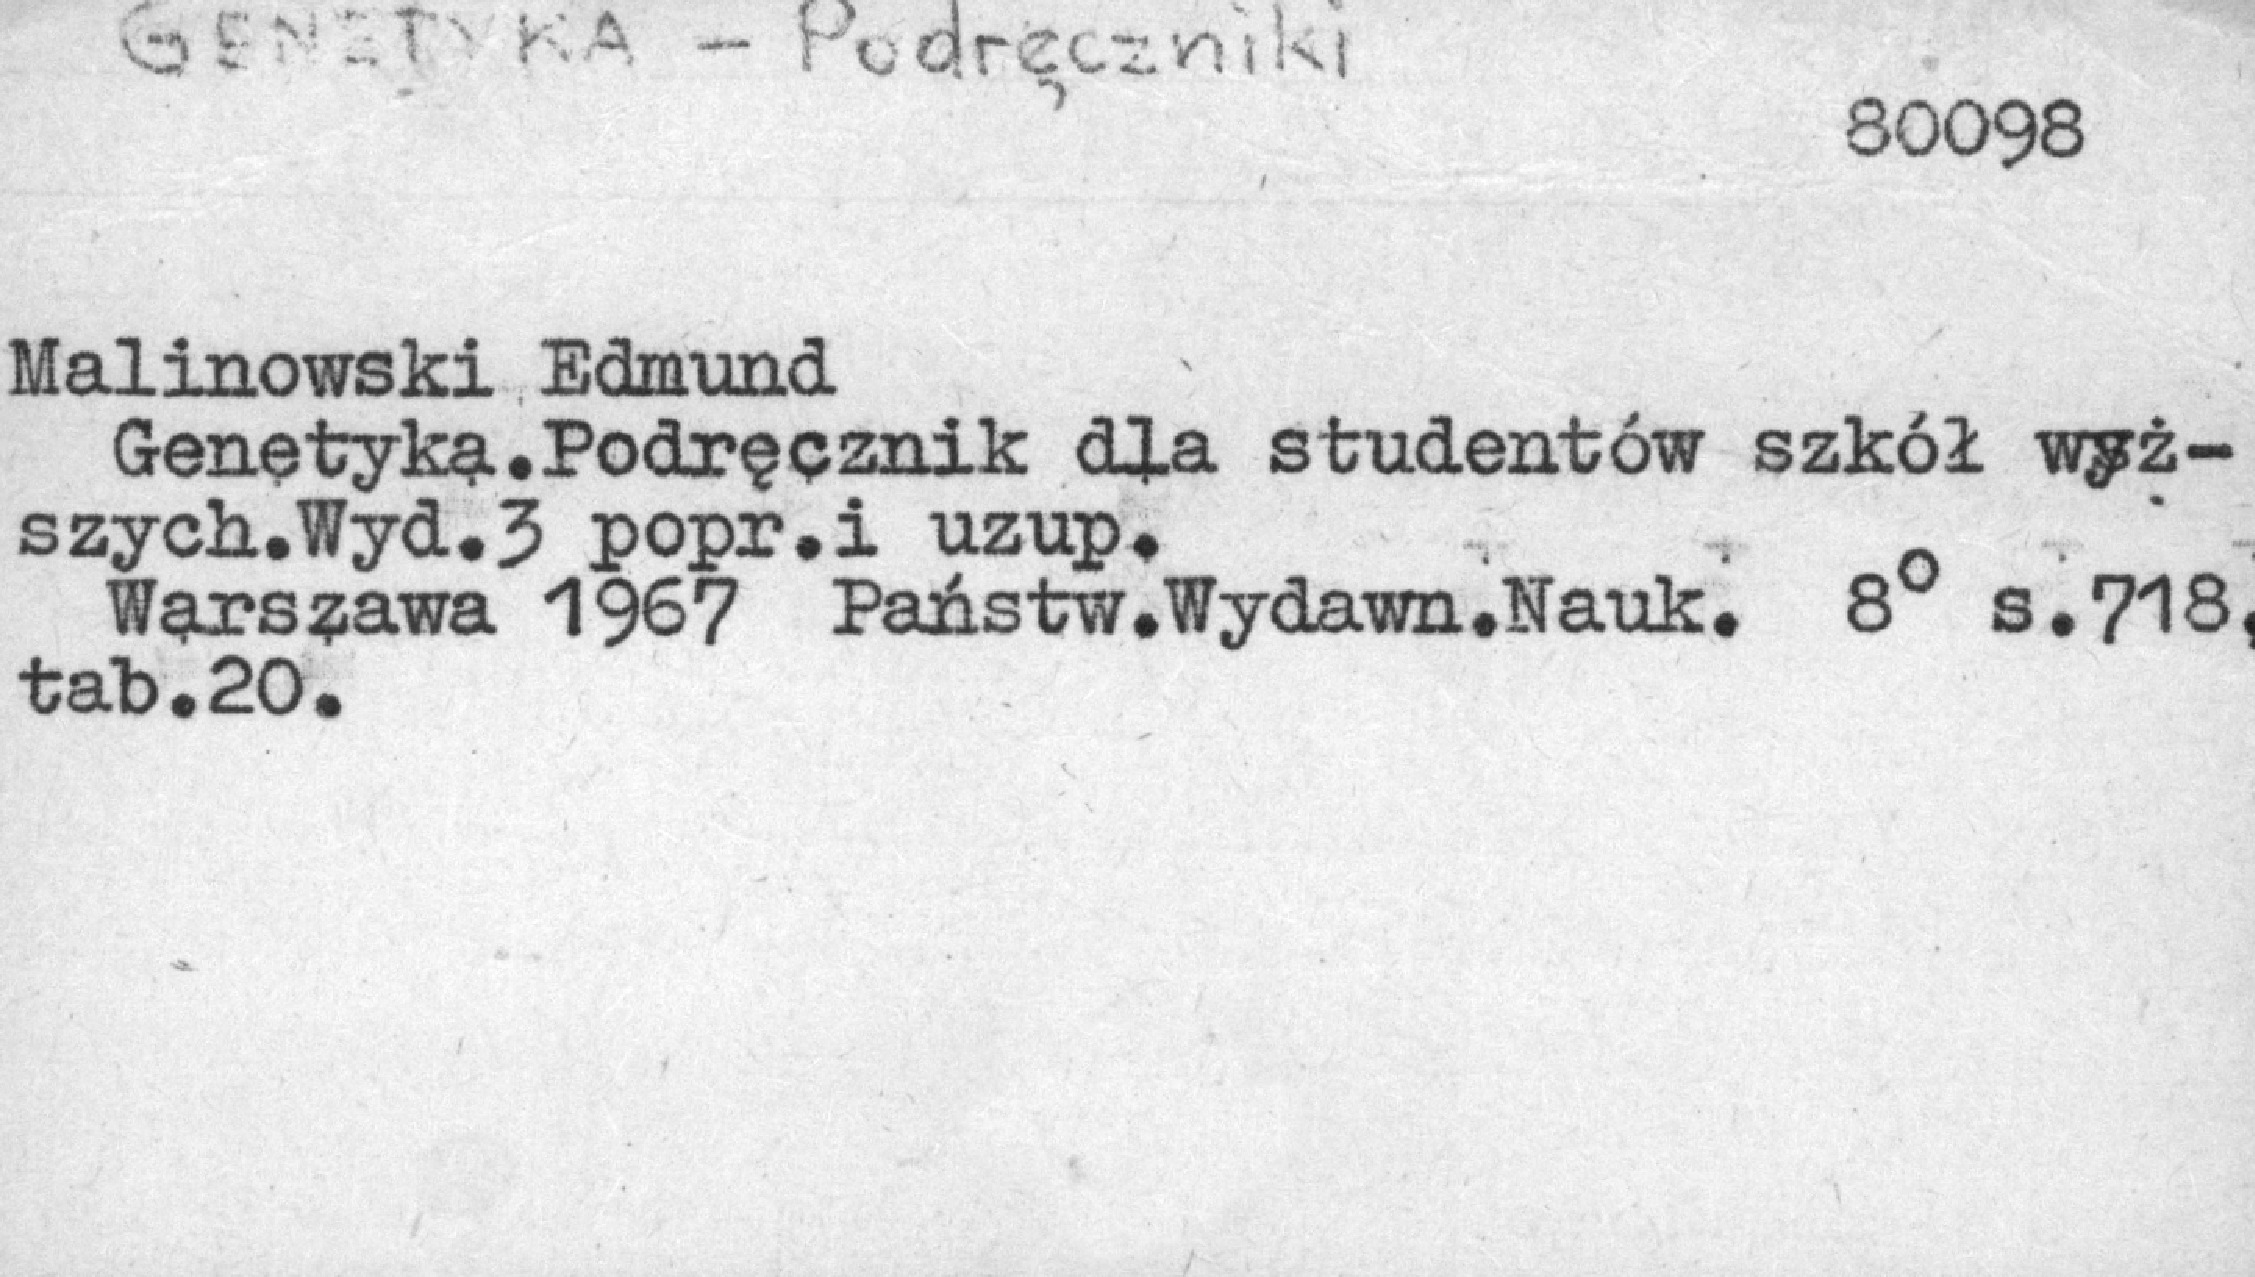 GENETYKA - Podręczniki
80098
Malinowski Edmund
Genetyka.Podręcznik dla studentów szkół wyż-
szych.Wyd.3 popr.i uzup.
Warszawa 1967 Państw.Wydawn.Nauk. 8° s.718,
tab.20.